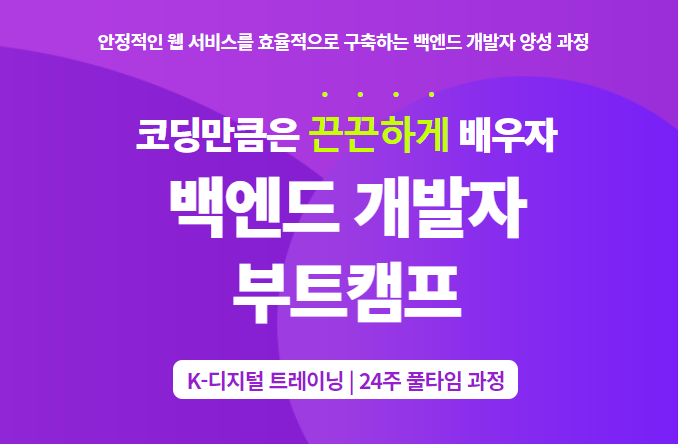 안정적인 웹 서비스를 효율적으로 구축하는 백엔드 개발자 양성 과정
코딩만큼은 끈끈하게 배우자
백엔드 개발자
부트캠프
K-디지털 트레이닝 | 24주 풀타임 과정